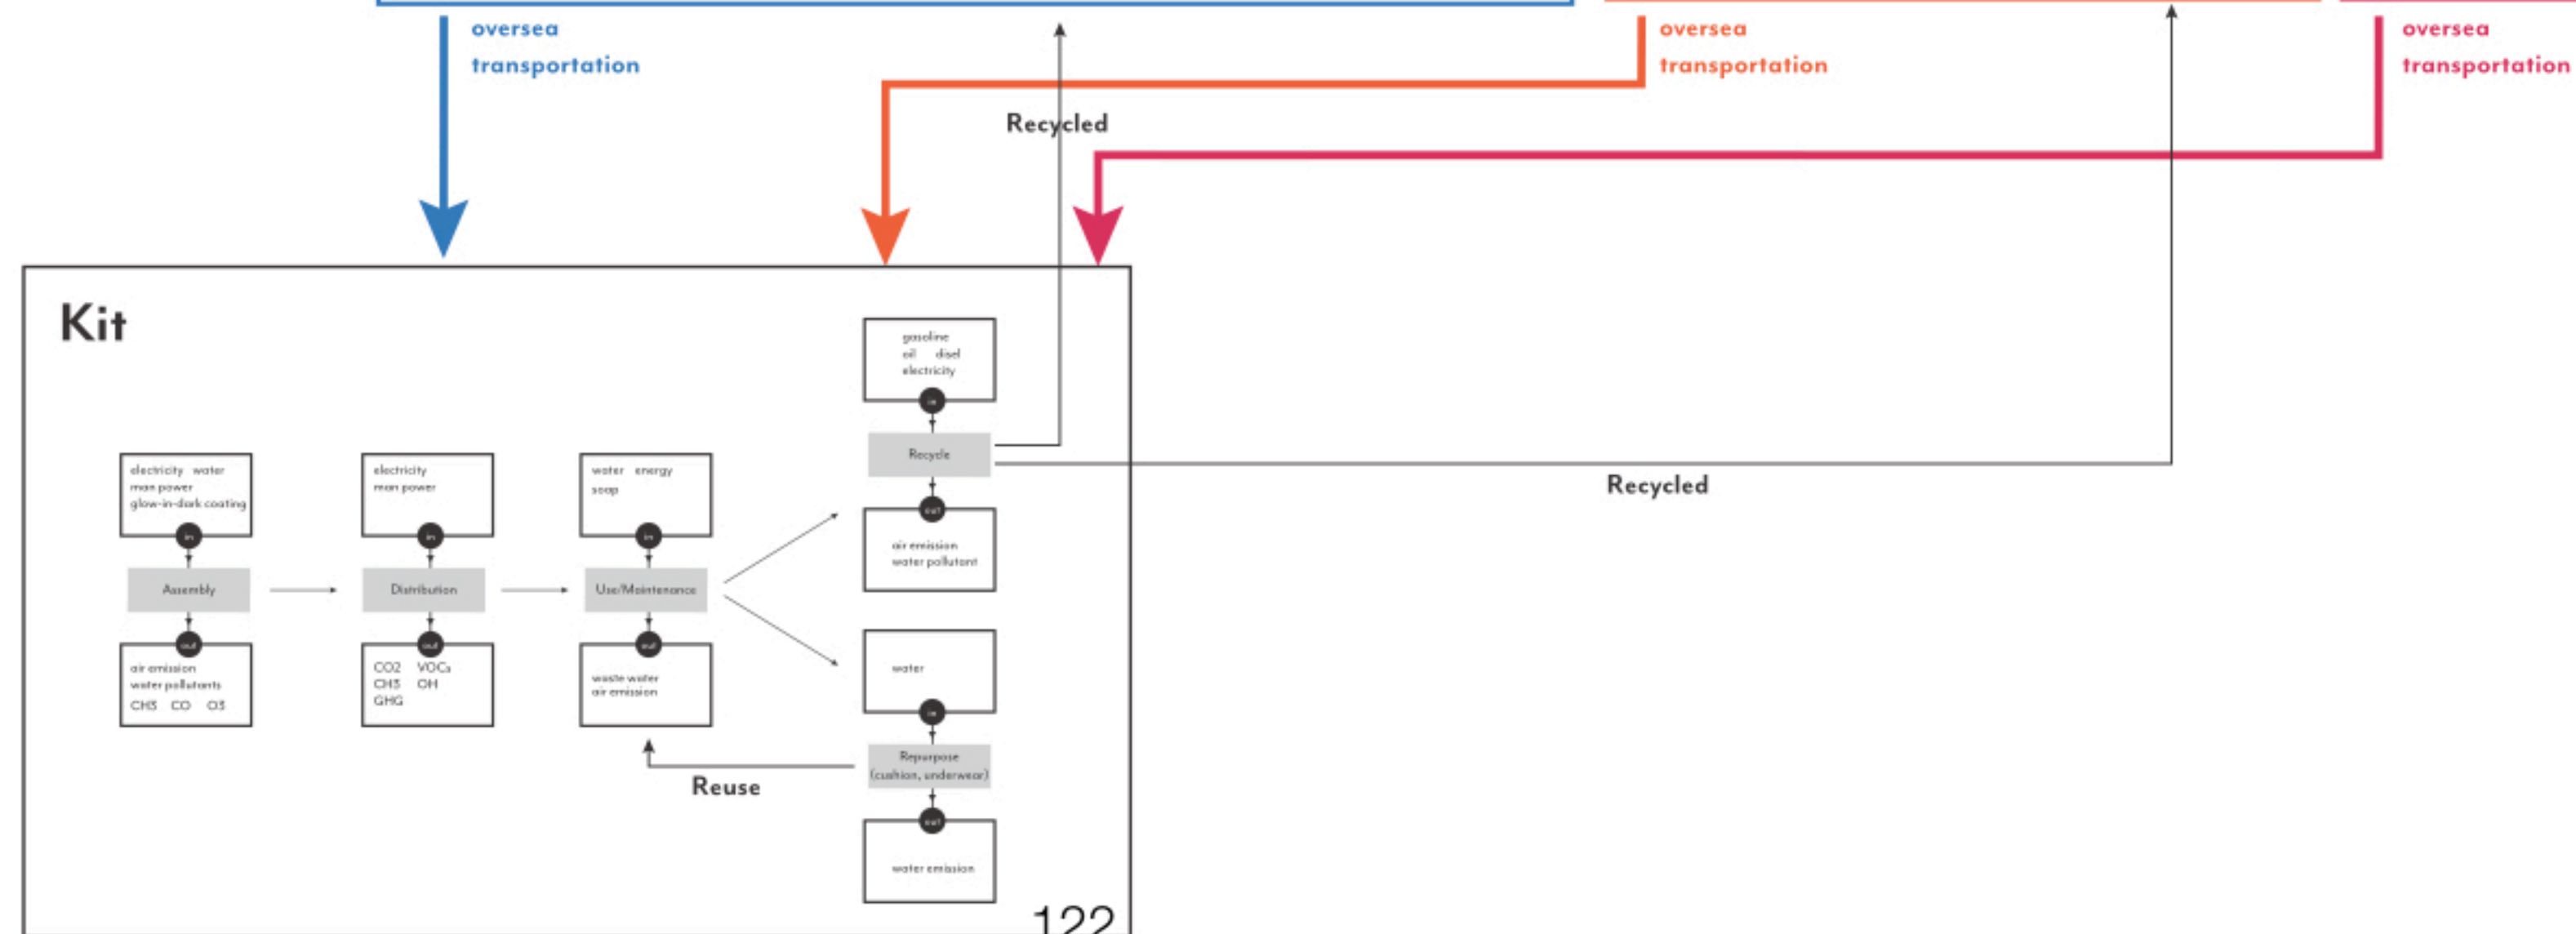 oversea
transportation
oversea
transportation
oversea
transportation
Recycled
Kit
gasoline
oil disel
electricity
in
Recycle
Recycled
out
air emission
water pollutant
electricity water
man power
glow-in-dark coating
in
Assembly
out
air emission
water pollutants
CH3 CO O3
electricity
man power
in
Distribution
out
CO2 VOCs
CH3 OH
GHG
water energy
soap
in
Use/Maintenance
out
waste water
air emission
water
in
Repurpose
(cushion, underwear)
Reuse
out
water emission
122